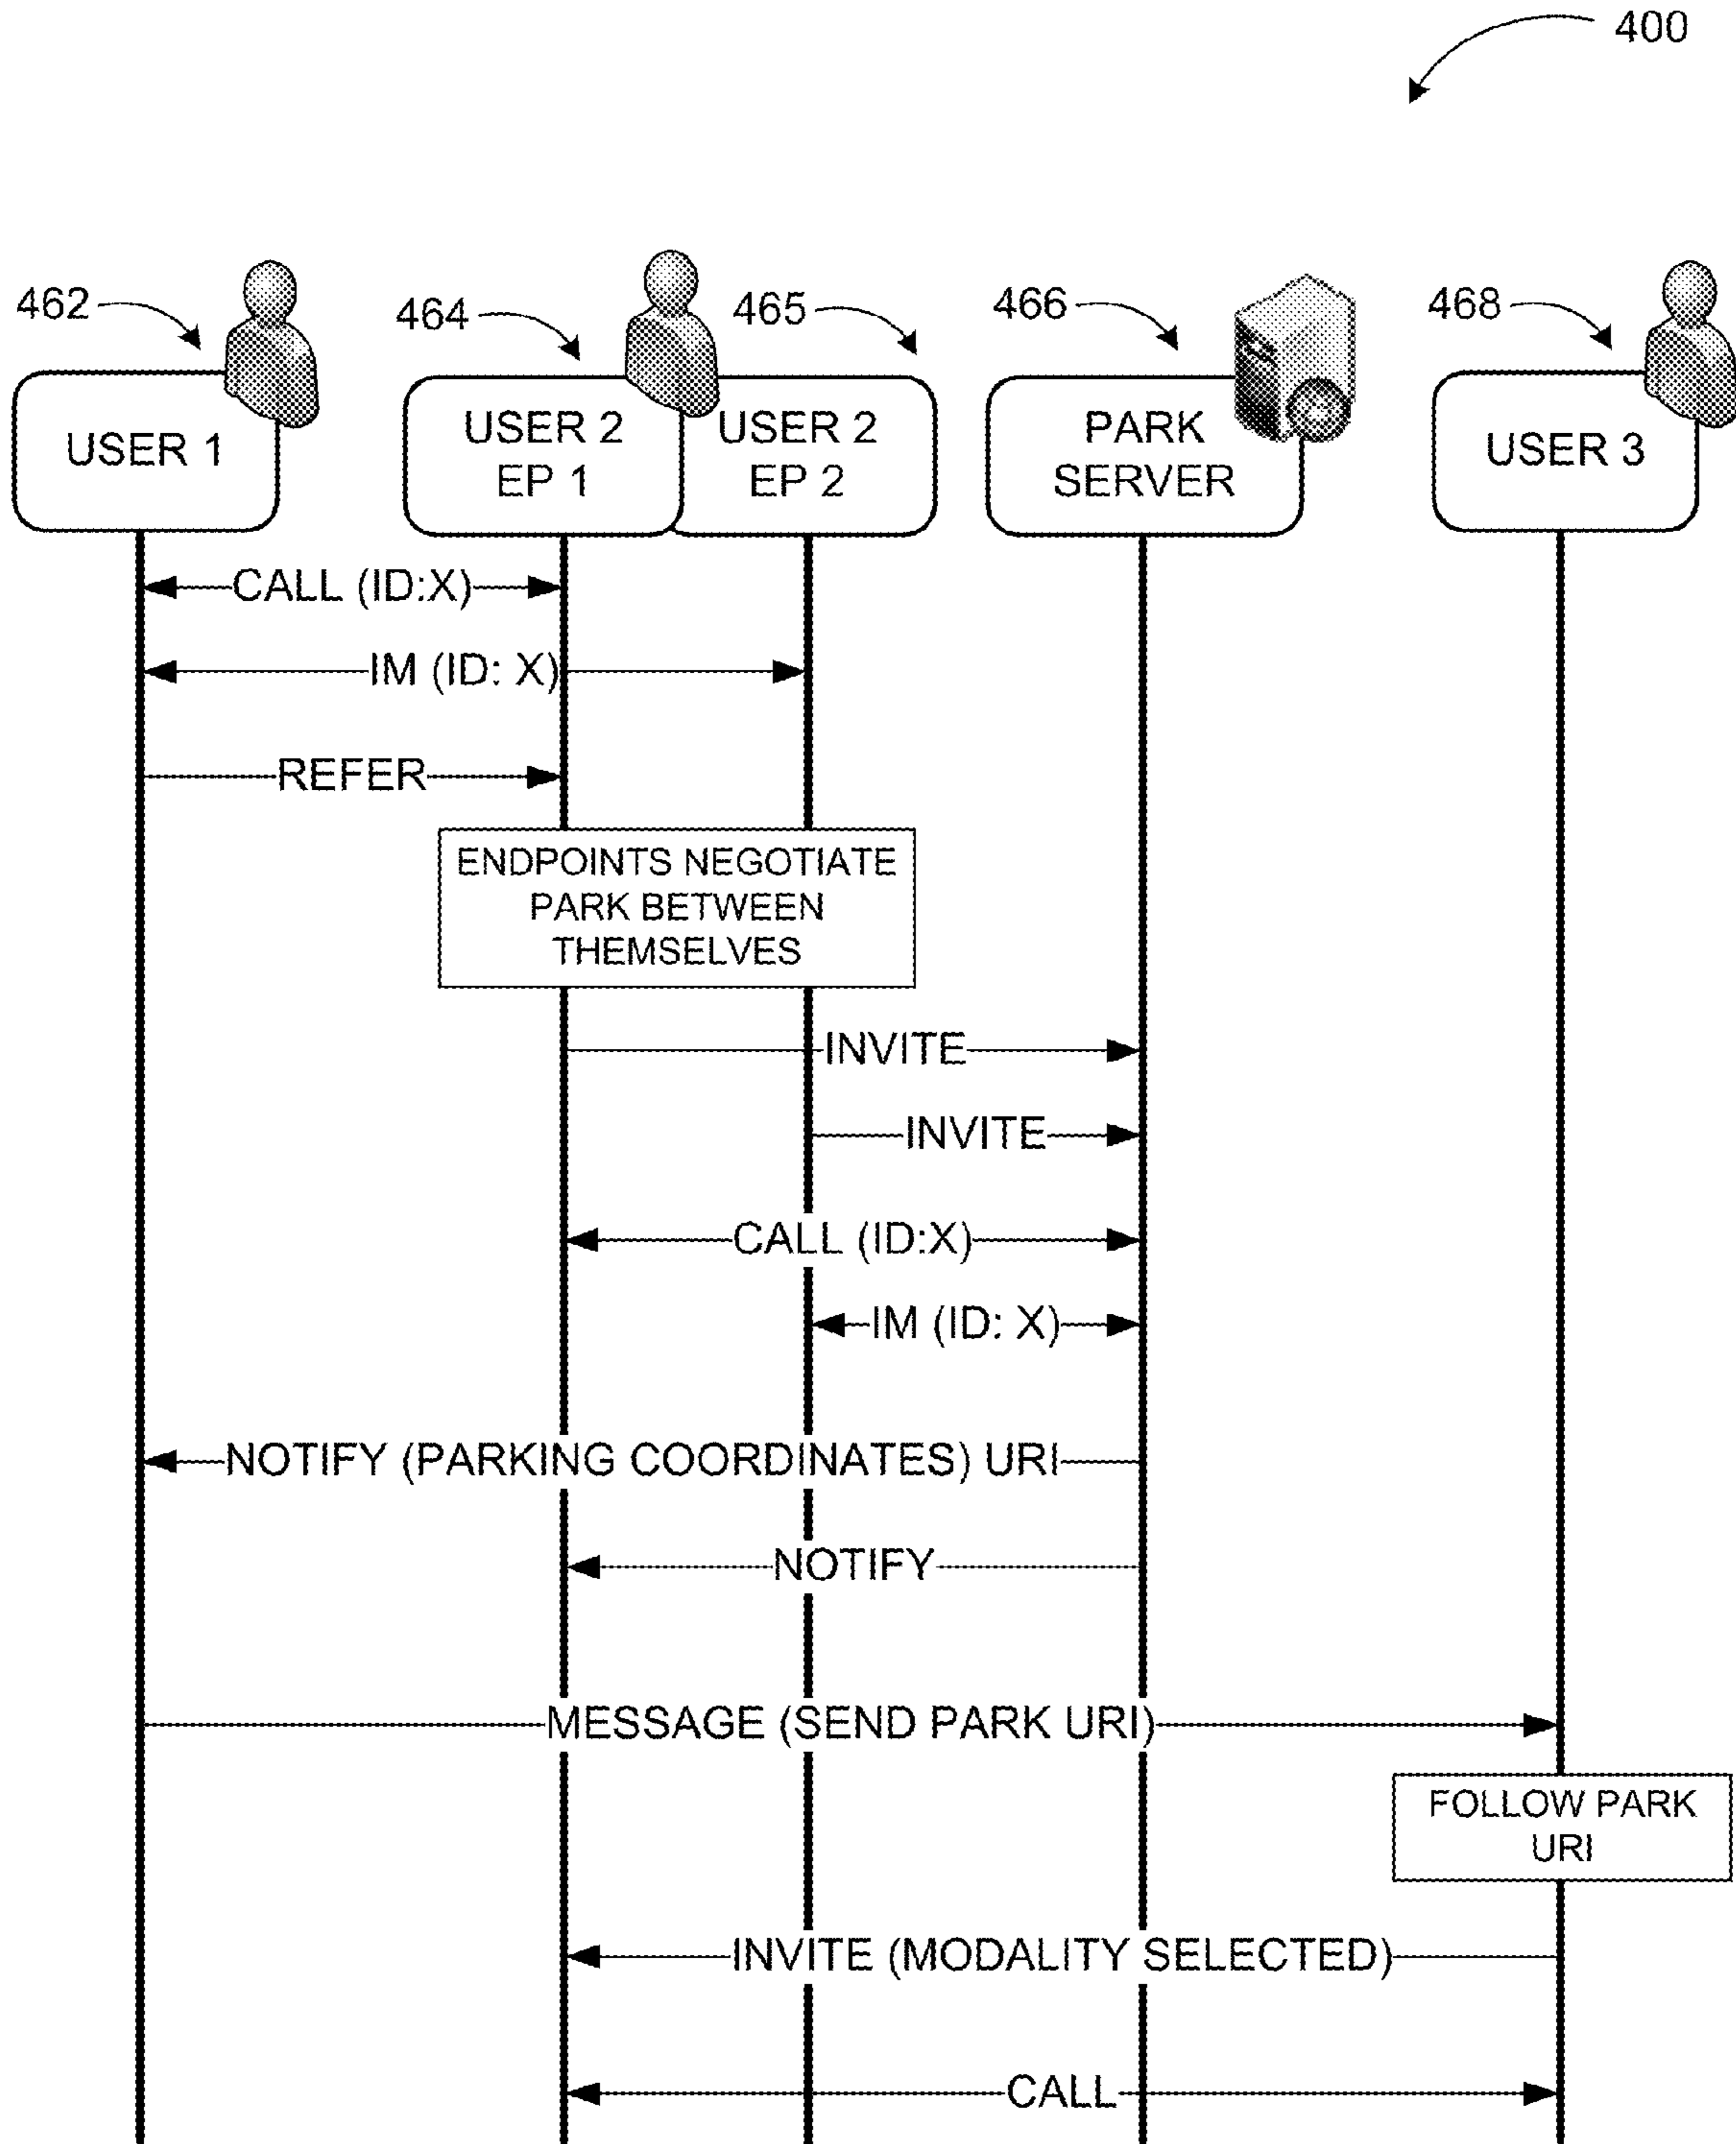 400
462
464
465
466
468
USER 1
USER 2
EP 1
USER 2
EP 2
PARK
SERVER
USER 3
CALL (ID:X)
IM (ID: X)
REFER
ENDPOINTS NEGOTIATE
PARK BETWEEN
THEMSELVES
INVITE
INVITE
CALL (ID:X)
IM (ID: X)
NOTIFY (PARKING COORDINATES) URI
NOTIFY
MESSAGE (SEND PARK URI)
FOLLOW PARK
URI
INVITE (MODALITY SELECTED)
CALL